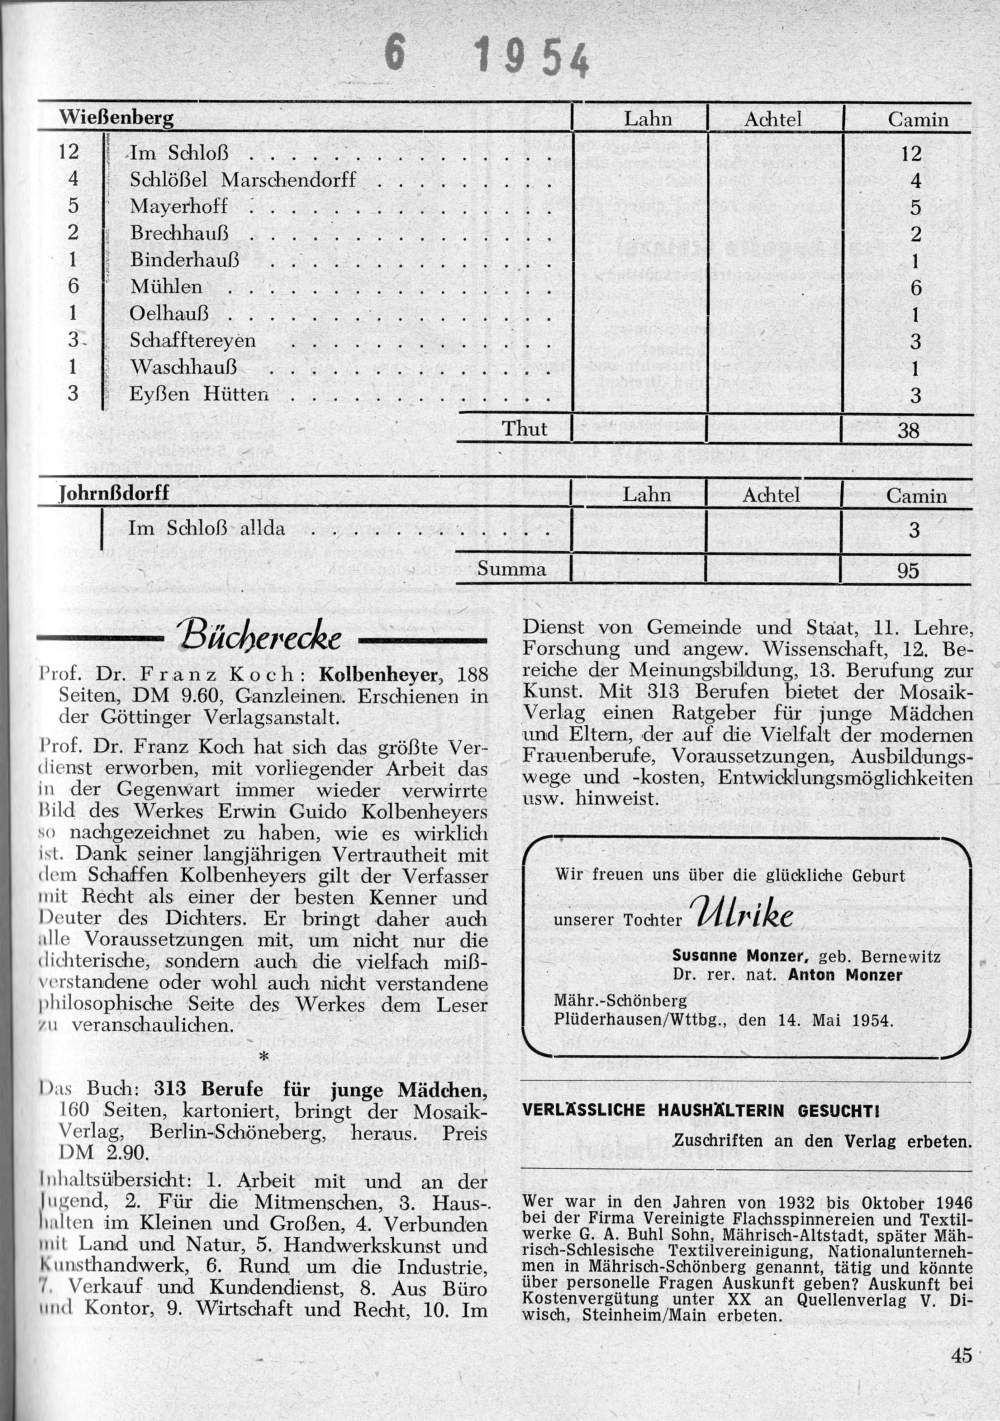 6 1954
Wießenberg Lahn Achtel Camin
12 Im Schloß . . . . . . . . . . . . . . . 12
4 Schlößel Marschendorff . . . . . . . . . 4
5 Mayerhoff . . . . . . . . . . . . . . . 5
2 Brechhauß . . . . . . . . . . . . . . . 2
1 Binderhauß . . . . . . . . . . . . . . 1
6 Mühlen . . . . . . . . . . . . . . . . 6
1 Oelhauß . . . . . . . . . . . . . . . . 1
3 Schafftereyen . . . . . . . . . . . . . 3
1 Waschhauß . . . . . . . . . . . . . . 1
3 Eyßen Hütten . . . . . . . . . . . . . 3
Thut 38
Johrnßdorff Lahn Achtel Camin
Im Schloß allda . . . . . . . . . . . . 3
Summa 95
Bücherecke
Prof. Dr. Franz Koch: Kolbenheyer, 188
Seiten, DM 9.60, Ganzleinen. Erschienen in
der Göttinger Verlagsanstalt.
Prof. Dr. Franz Koch hat sich das größte Ver-
dienst erworben, mit vorliegender Arbeit das
in der Gegenwart immer wieder verwirrte
Bild des Werkes Erwin Guido Kolbenheyers
so nachgezeichnet zu haben, wie es wirklich
ist. Dank seiner langjährigen Vertrautheit mit
dem Schaffen Kolbenheyers gilt der Verfasser
mit Recht als einer der besten Kenner und
Deuter des Dichters. Er bringt daher auch
alle Voraussetzungen mit, um nicht nur die
dichterische, sondern auch die vielfach miß-
verstandene oder wohl auch nicht verstandene
philosophische Seite des Werkes dem Leser
zu veranschaulichen.
*
Das Buch: 313 Berufe für junge Mädchen,
160 Seiten, kartoniert, bringt der Mosaik-
Verlag, Berlin-Schöneberg, heraus. Preis
DM 2.90.
Inhaltsübersicht: 1. Arbeit mit und an der
Jugend, 2. Für die Mitmenschen, 3. Haus-
halten im Kleinen und Großen, 4. Verbunden
mit Land und Natur, 5. Handwerkskunst und
Kunsthandwerk, 6. Rund um die Industrie,
7. Verkauf und Kundendienst, 8. Aus Büro
und Kontor, 9. Wirtschaft und Recht, 10. Im
Dienst von Gemeinde und Staat, 11. Lehre,
Forschung und angew. Wissenschaft, 12. Be-
reiche der Meinungsbildung, 13. Berufung zur
Kunst. Mit 313 Berufen bietet der Mosaik-
Verlag einen Ratgeber für junge Mädchen
und Eltern, der auf die Vielfalt der modernen
Frauenberufe, Voraussetzungen, Ausbildungs-
wege und -kosten, Entwicklungsmöglichkeiten
usw. hinweist.
Wir freuen uns über die glückliche Geburt
unserer Tochter Ulrike
Susanne Monzer, geb. Bernewitz
Dr. rer. nat. Anton Monzer
Mähr.-Schönberg
Plüderhausen/Wttbg., den 14. Mai 1954.
VERLÄSSLICHE HAUSHÄLTERIN GESUCHT!
Zuschriften an den Verlag erbeten.
Wer war in den Jahren von 1932 bis Oktober 1946
bei der Firma Vereinigte Flachsspinnereien und Textil-
werke G. A. Buhl Sohn, Mährisch-Altstadt, später Mäh-
risch-Schlesische Textilvereinigung, Nationalunterneh-
men in Mährisch-Schönberg genannt, tätig und könnte
über personelle Fragen Auskunft geben? Auskunft bei
Kostenvergütung unter XX an Quellenverlag V. Di-
wisch, Steinheim/Main erbeten.
45